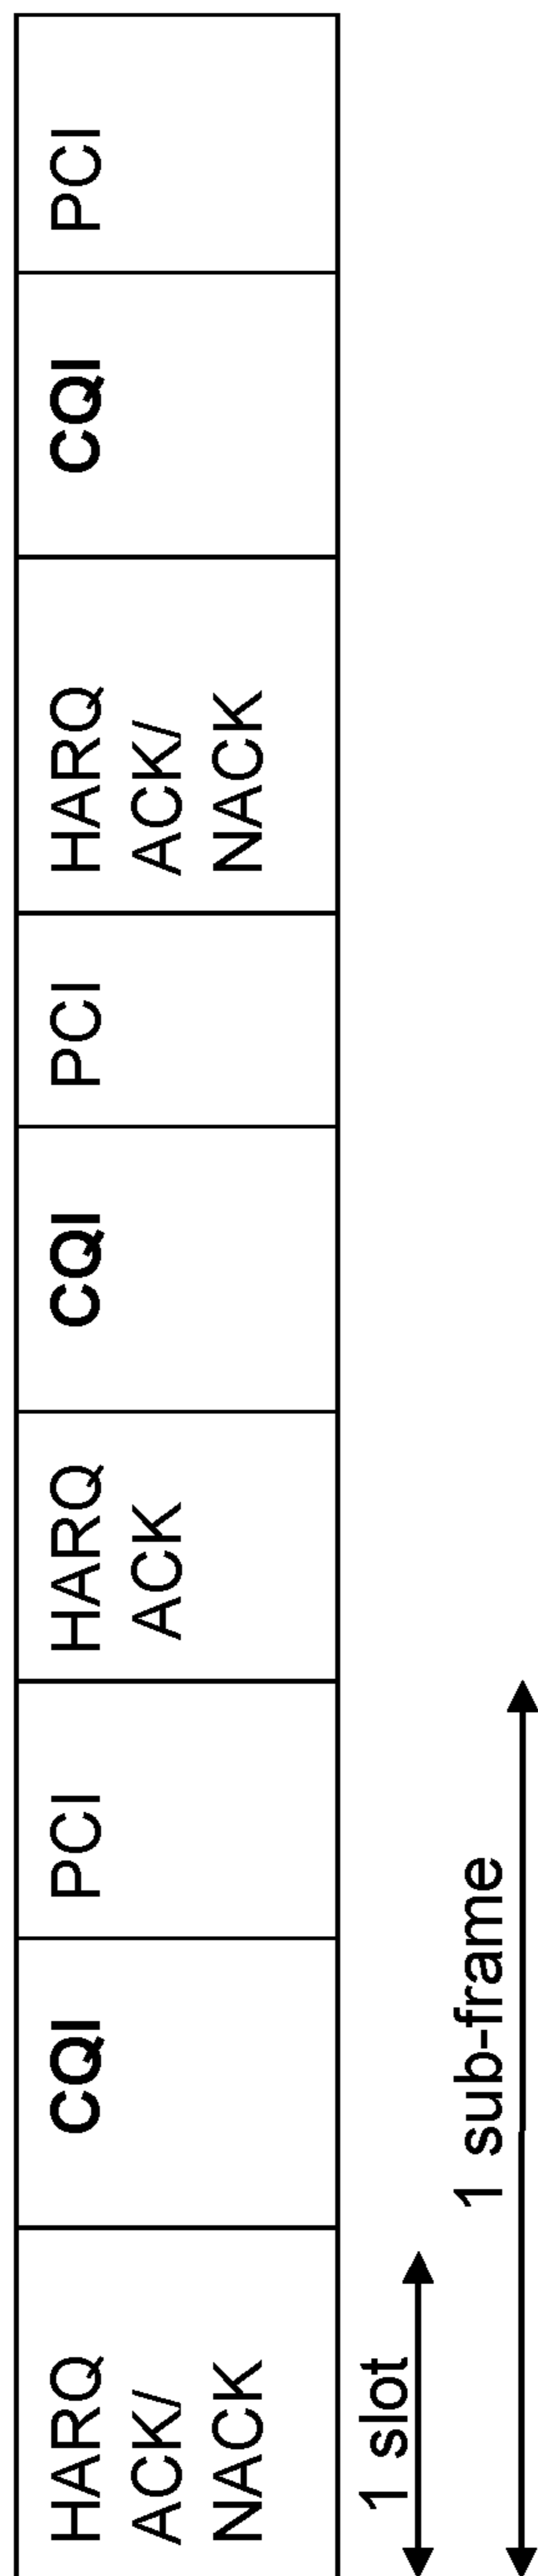 HARQ
ACK/
NACK
CQI
PCI
HARQ
ACK
CQI
PCI
HARQ
ACK/
NACK
CQI
PCI
1 slot
1 sub-frame